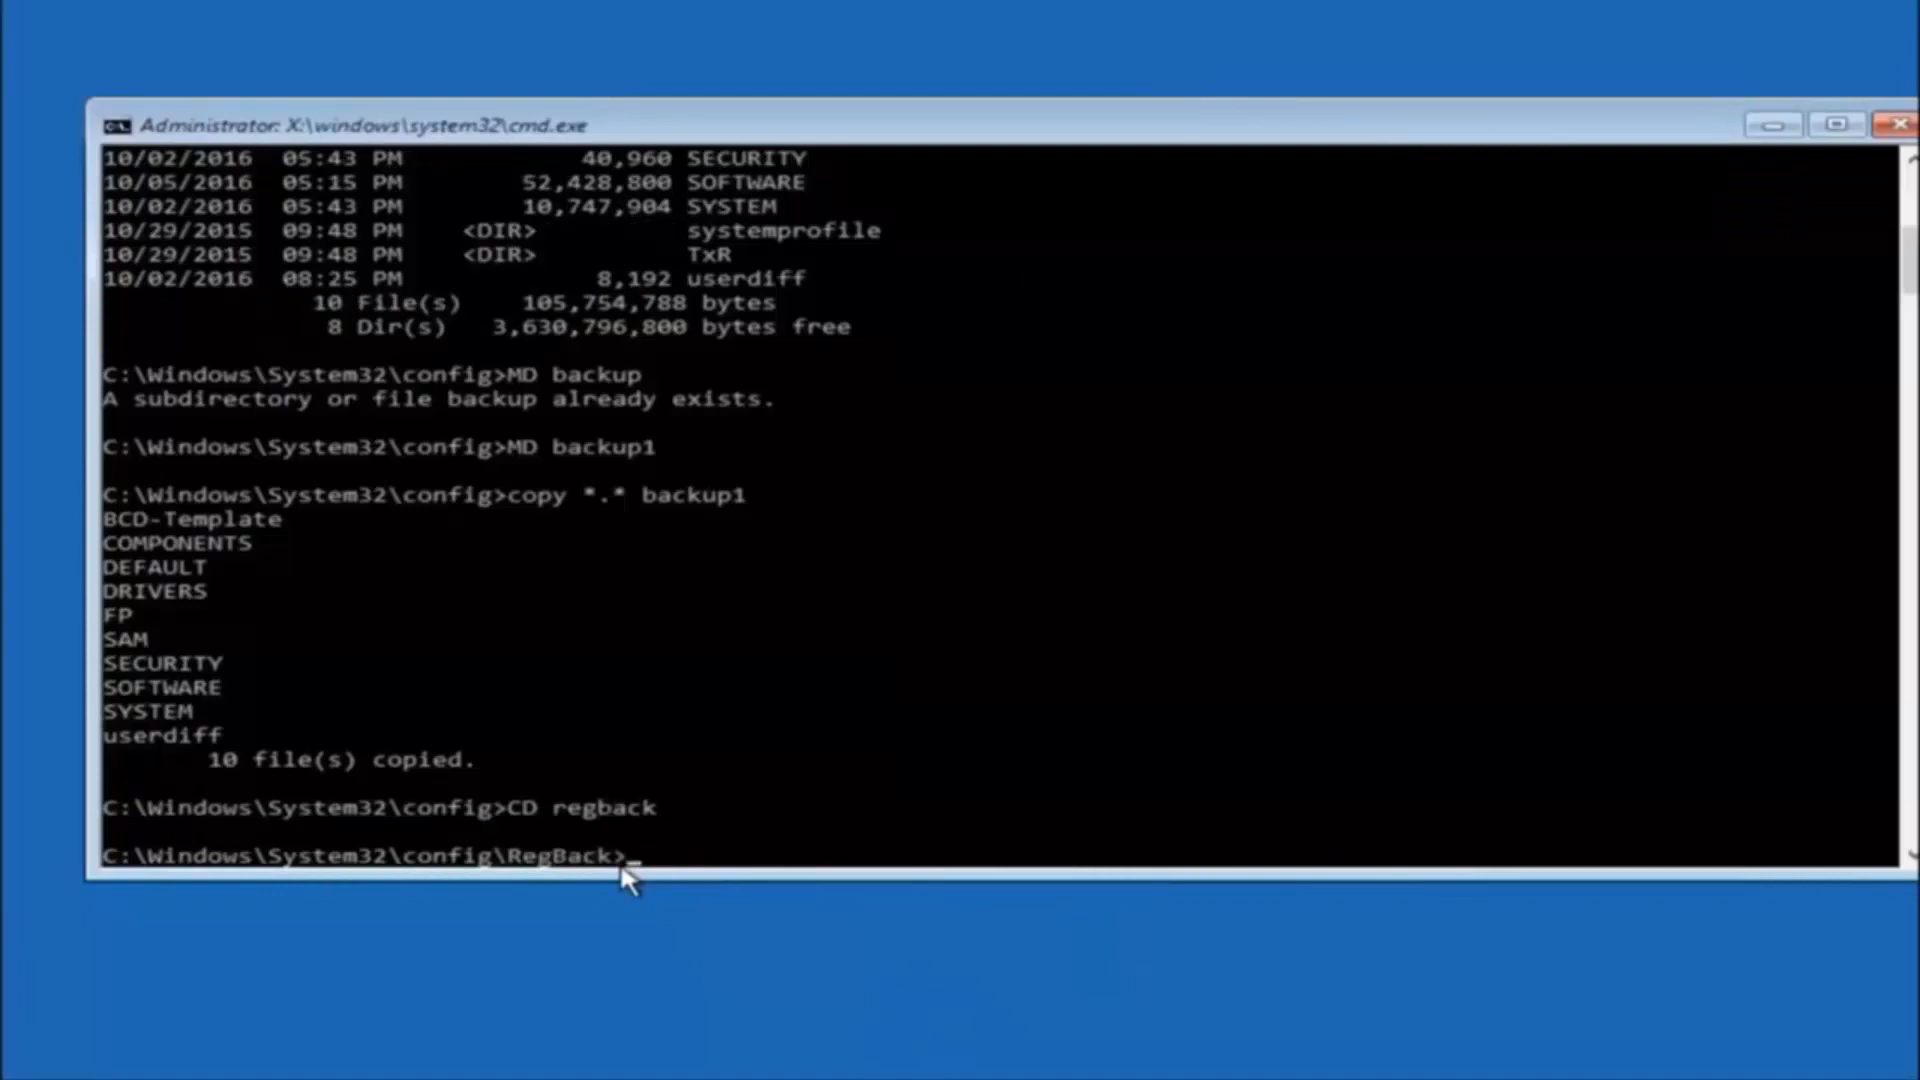 Administrator: X:\windows\system32\cmd.exe
10/02/2016 05:43 PM 40,960 SECURITY
10/05/2016 05:15 PM 52,428,800 SOFTWARE
10/02/2016 05:43 PM 10,747,904 SYSTEM
10/29/2015 09:48 PM <DIR> systemprofile
10/29/2015 09:48 PM <DIR> TxR
10/02/2016 08:25 PM 8,192 userdiff
10 File(s) 105,754,788 bytes
8 Dir(s) 3,630,796,800 bytes free
C:\Windows\System32\config>MD backup
A subdirectory or file backup already exists.
C:\Windows\System32\config>MD backup1
C:\Windows\System32\config>copy *.* backup1
BCD-Template
COMPONENTS
DEFAULT
DRIVERS
FP
SAM
SECURITY
SOFTWARE
SYSTEM
userdiff
10 file(s) copied.
C:\Windows\System32\config>CD regback
C:\Windows\System32\config\RegBack>_